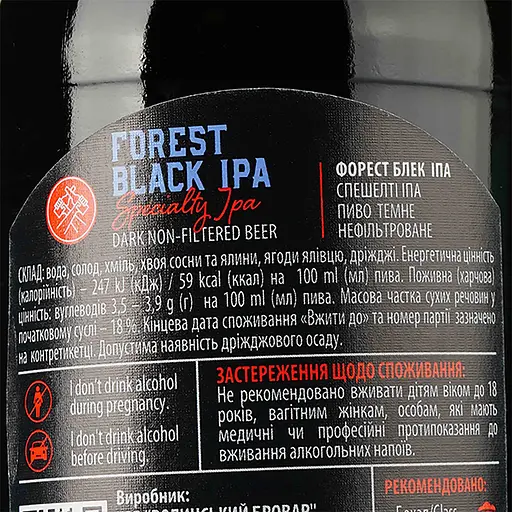 FOREST
BLACK IPA
Specialty Ipa
DARK NON-FILTERED BEER
ФОРЕСТ БЛЕК ІПА
СПЕШЕЛТІ ІПА
ПИВО ТЕМНЕ
НЕФІЛЬТРОВАНЕ
СКЛАД: вода, солод, хміль, хвоя сосни та ялини, ягоди ялівцю, дріжджі. Енергетична цінність
(калорійність) – 247 kJ (кДж) / 59 kcal (ккал) на 100 ml (мл) пива. Поживна (харчова)
цінність: вуглеводів 3,5 – 3,9 g (г) на 100 ml (мл) пива. Масова частка сухих речовин у
початковому суслі – 18 %. Кінцева дата споживання «Вжити до» та номер партії зазначено
на контретикетці. Допустима наявність дріжджового осаду.
I don't drink alcohol
during pregnancy.
I don't drink alcohol
before driving.
ЗАСТЕРЕЖЕННЯ ЩОДО СПОЖИВАННЯ:
Не рекомендовано вживати дітям віком до 18
років, вагітним жінкам, особам, які мають
медичні чи професійні протипоказання до
вживання алкогольних напоїв.
Виробник:
"ВОЛИНСЬКИЙ БРОВАР"
РЕКОМЕНДОВАНО:
Келих/Glass